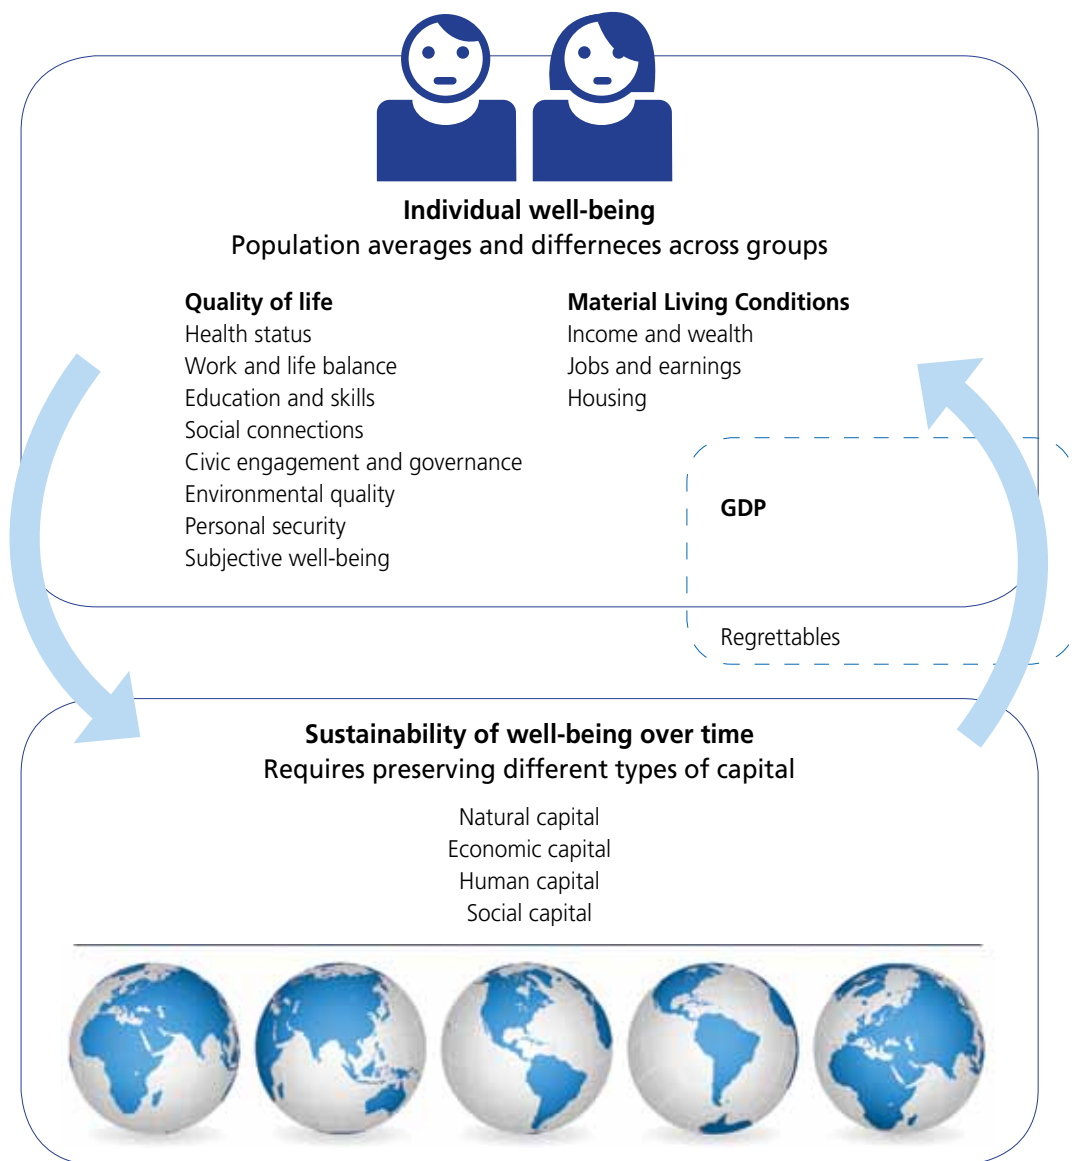 Individual well-being
Population averages and differneces across groups
Quality of life
Health status
Work and life balance
Education and skills
Social connections
Civic engagement and governance
Environmental quality
Personal security
Subjective well-being
Material Living Conditions
Income and wealth
Jobs and earnings
Housing
GDP
Regrettables
Sustainability of well-being over time
Requires preserving different types of capital
Natural capital
Economic capital
Human capital
Social capital